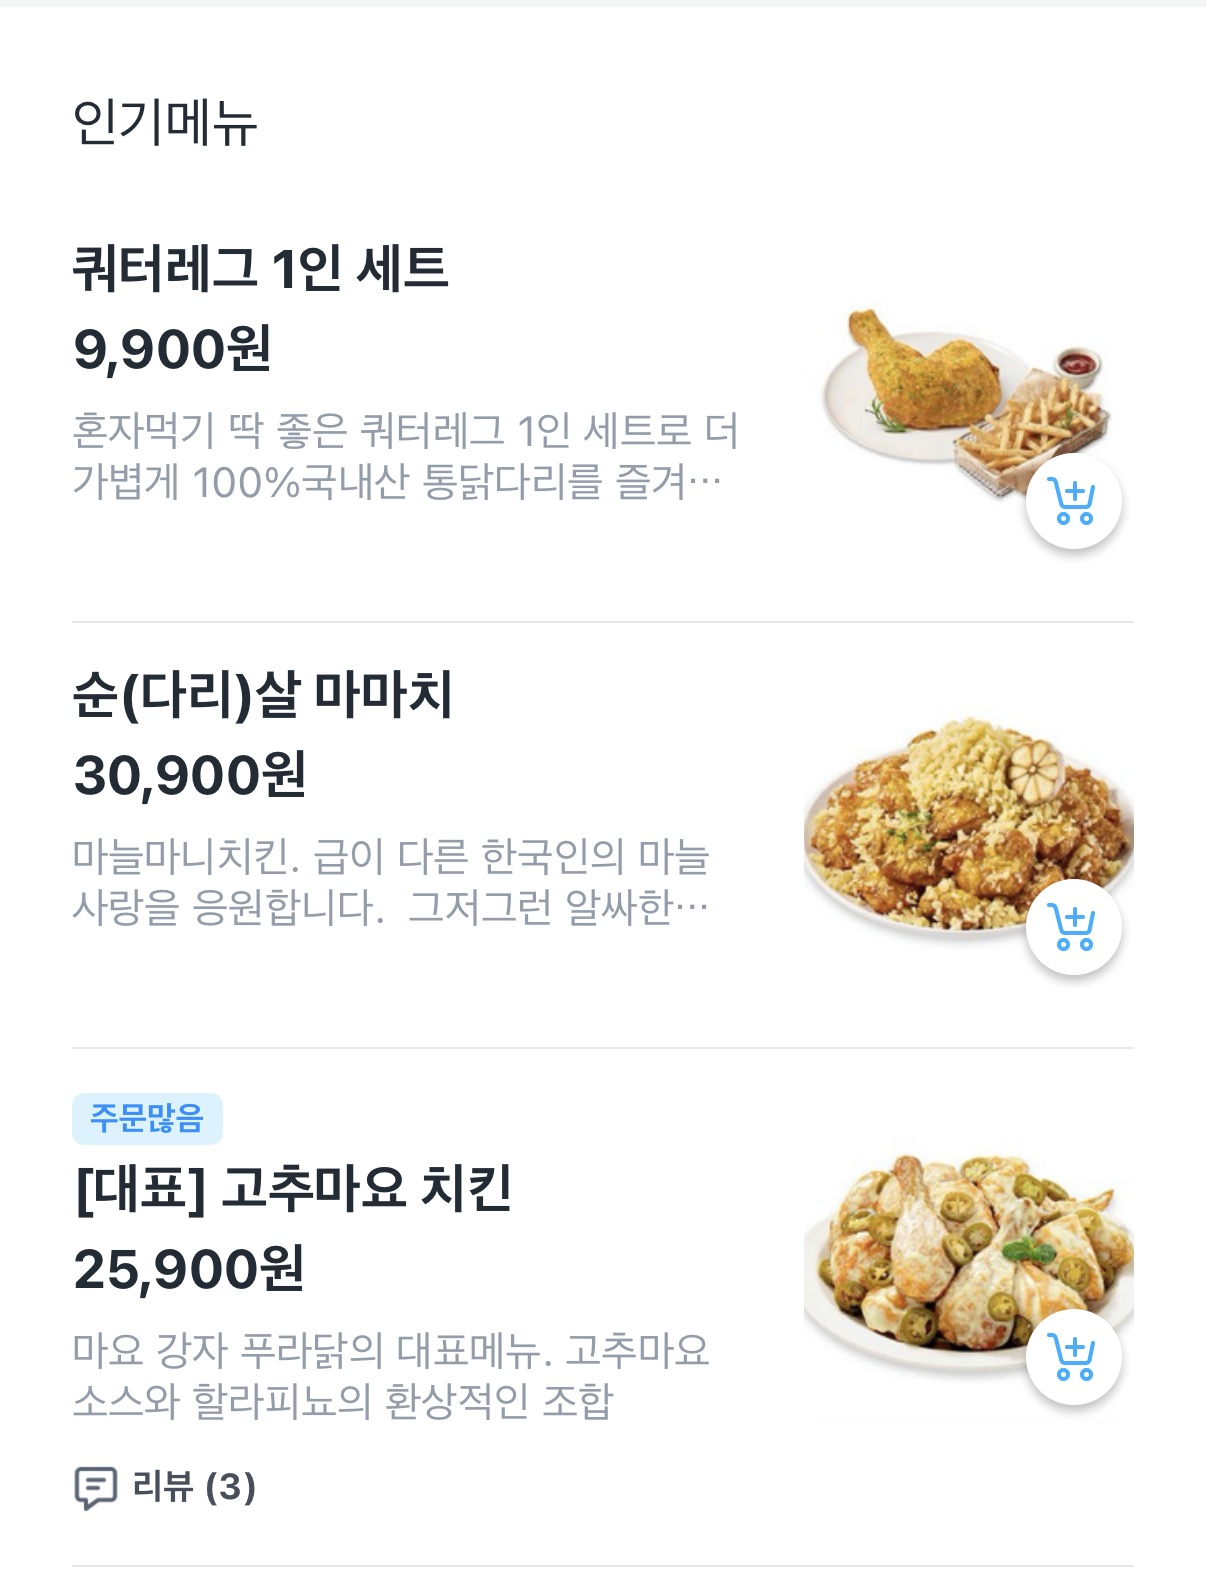 인기메뉴
쿼터레그 1인 세트
9,900원
혼자먹기 딱 좋은 쿼터레그 1인 세트로 더
가볍게 100%국내산 통닭다리를 즐겨…
순(다리)살 마마치
30,900원
마늘마니치킨. 급이 다른 한국인의 마늘
사랑을 응원합니다.  그저그런 알싸한…
주문많음
[대표] 고추마요 치킨
25,900원
마요 강자 푸라닭의 대표메뉴. 고추마요
소스와 할라피뇨의 환상적인 조합
리뷰 (3)